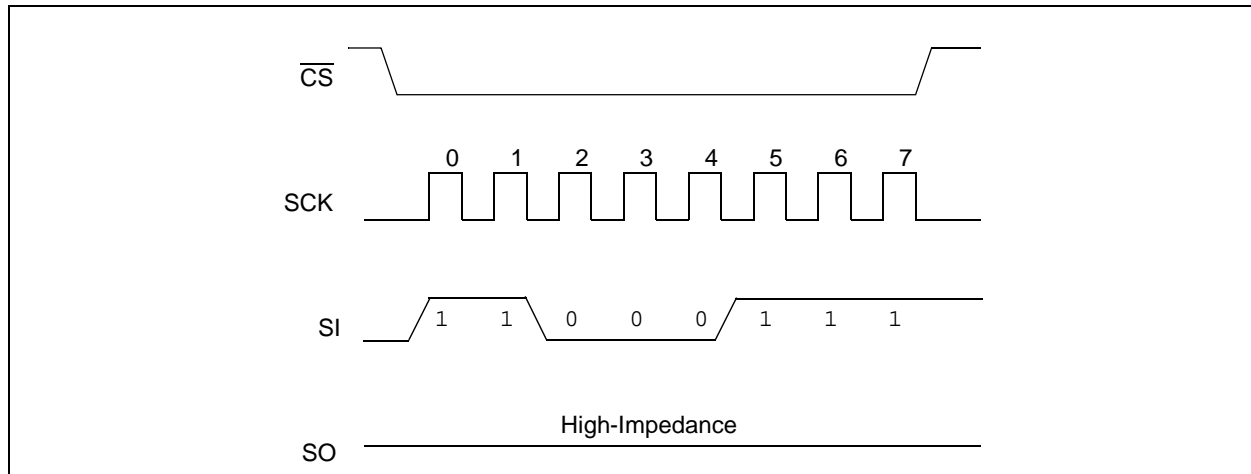 C̅S̅
0 1 2 3 4 5 6 7
SCK
SI 1 1 0 0 0 1 1 1
High-Impedance
SO